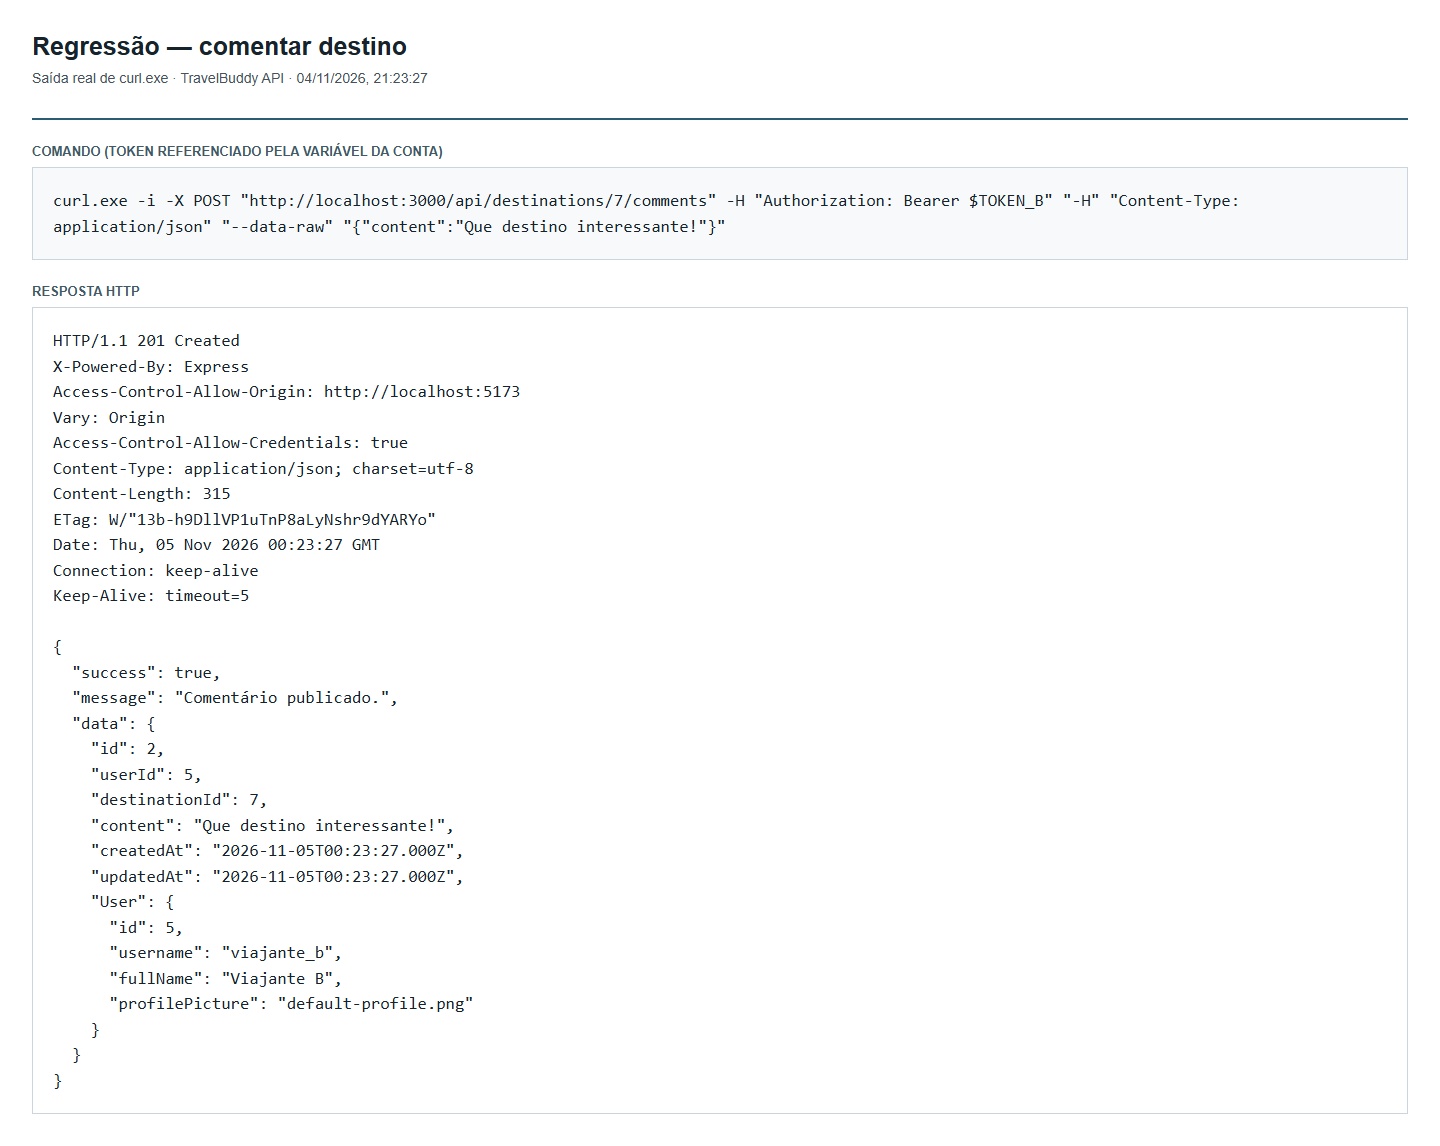 Regressão — comentar destino
Saída real de curl.exe · TravelBuddy API · 04/11/2026, 21:23:27
COMANDO (TOKEN REFERENCIADO PELA VARIÁVEL DA CONTA)
curl.exe -i -X POST "http://localhost:3000/api/destinations/7/comments" -H "Authorization: Bearer $TOKEN_B" "-H" "Content-Type:
application/json" "--data-raw" "{"content":"Que destino interessante!"}"
RESPOSTA HTTP
HTTP/1.1 201 Created
X-Powered-By: Express
Access-Control-Allow-Origin: http://localhost:5173
Vary: Origin
Access-Control-Allow-Credentials: true
Content-Type: application/json; charset=utf-8
Content-Length: 315
ETag: W/"13b-h9DllVP1uTnP8aLyNshr9dYARYo"
Date: Thu, 05 Nov 2026 00:23:27 GMT
Connection: keep-alive
Keep-Alive: timeout=5
{
  "success": true,
  "message": "Comentário publicado.",
  "data": {
    "id": 2,
    "userId": 5,
    "destinationId": 7,
    "content": "Que destino interessante!",
    "createdAt": "2026-11-05T00:23:27.000Z",
    "updatedAt": "2026-11-05T00:23:27.000Z",
    "User": {
      "id": 5,
      "username": "viajante_b",
      "fullName": "Viajante B",
      "profilePicture": "default-profile.png"
    }
  }
}